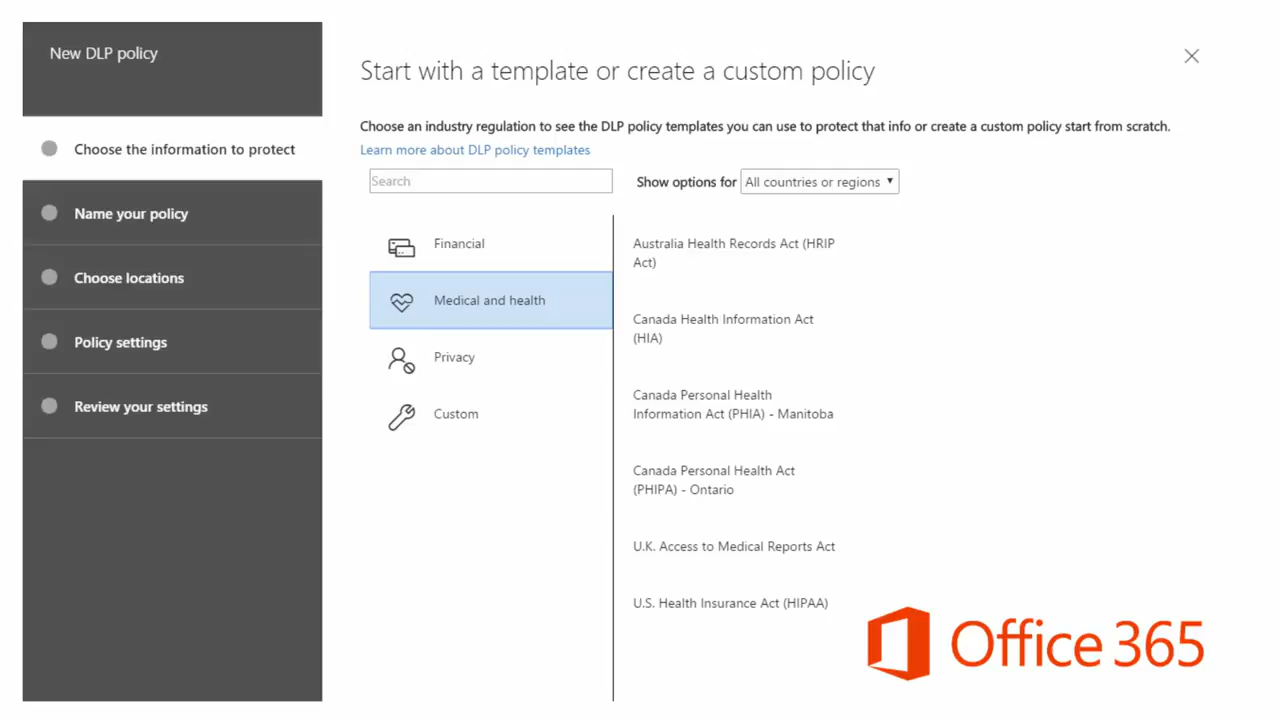 New DLP policy
Choose the information to protect
Name your policy
Choose locations
Policy settings
Review your settings
Start with a template or create a custom policy
Choose an industry regulation to see the DLP policy templates you can use to protect that info or create a custom policy start from scratch.
Learn more about DLP policy templates
Search
Show options for All countries or regions
Financial
Medical and health
Privacy
Custom
Australia Health Records Act (HRIP
Act)
Canada Health Information Act
(HIA)
Canada Personal Health
Information Act (PHIA) - Manitoba
Canada Personal Health Act
(PHIPA) - Ontario
U.K. Access to Medical Reports Act
U.S. Health Insurance Act (HIPAA)
Office 365